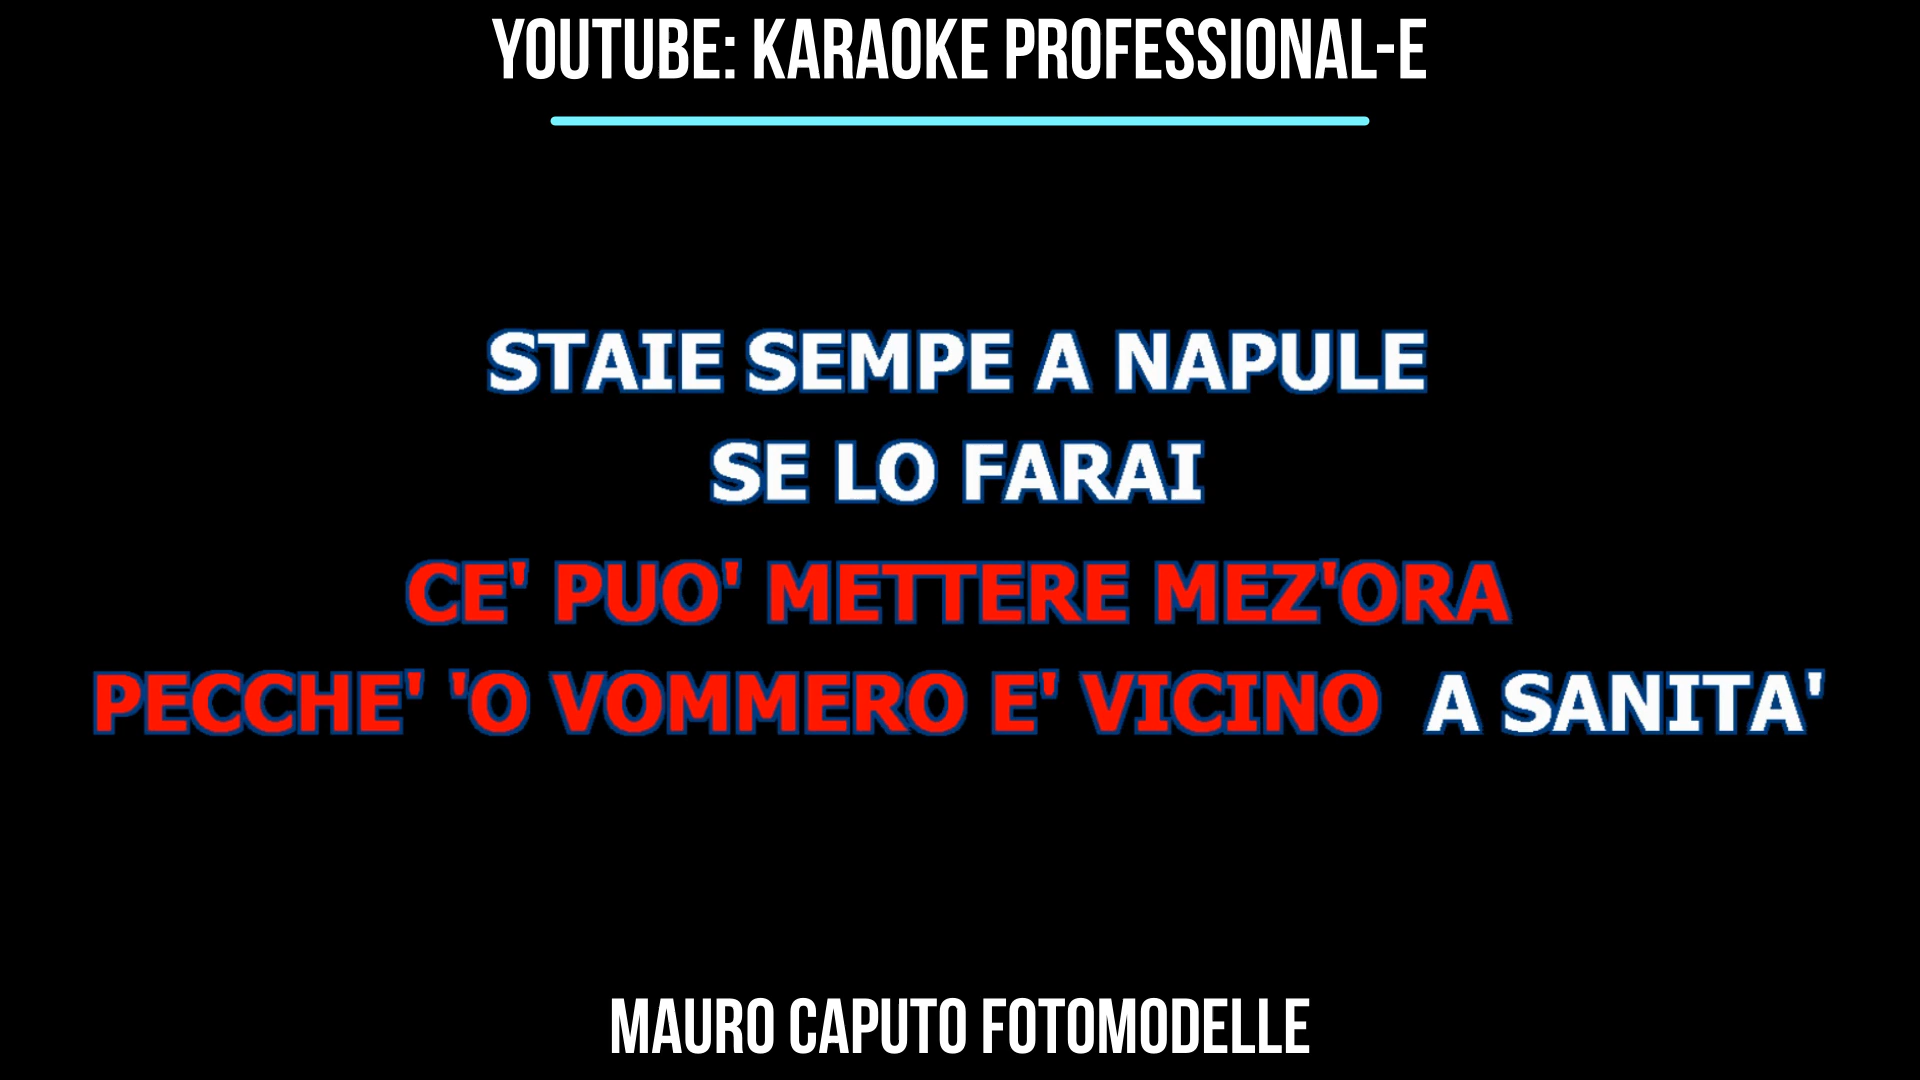 YOUTUBE: KARAOKE PROFESSIONAL-E
STAIE SEMPE A NAPULE
SE LO FARAI
CE' PUO' METTERE MEZ'ORA
PECCHE' 'O VOMMERO E' VICINO A SANITA'
MAURO CAPUTO FOTOMODELLE